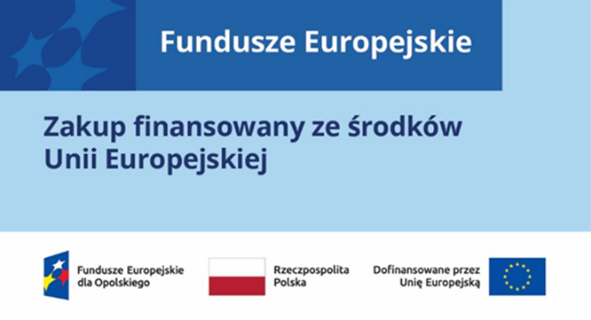 Fundusze Europejskie
Zakup finansowany ze środków
Unii Europejskiej
Fundusze Europejskie
dla Opolskiego
Rzeczpospolita
Polska
Dofinansowane przez
Unię Europejską